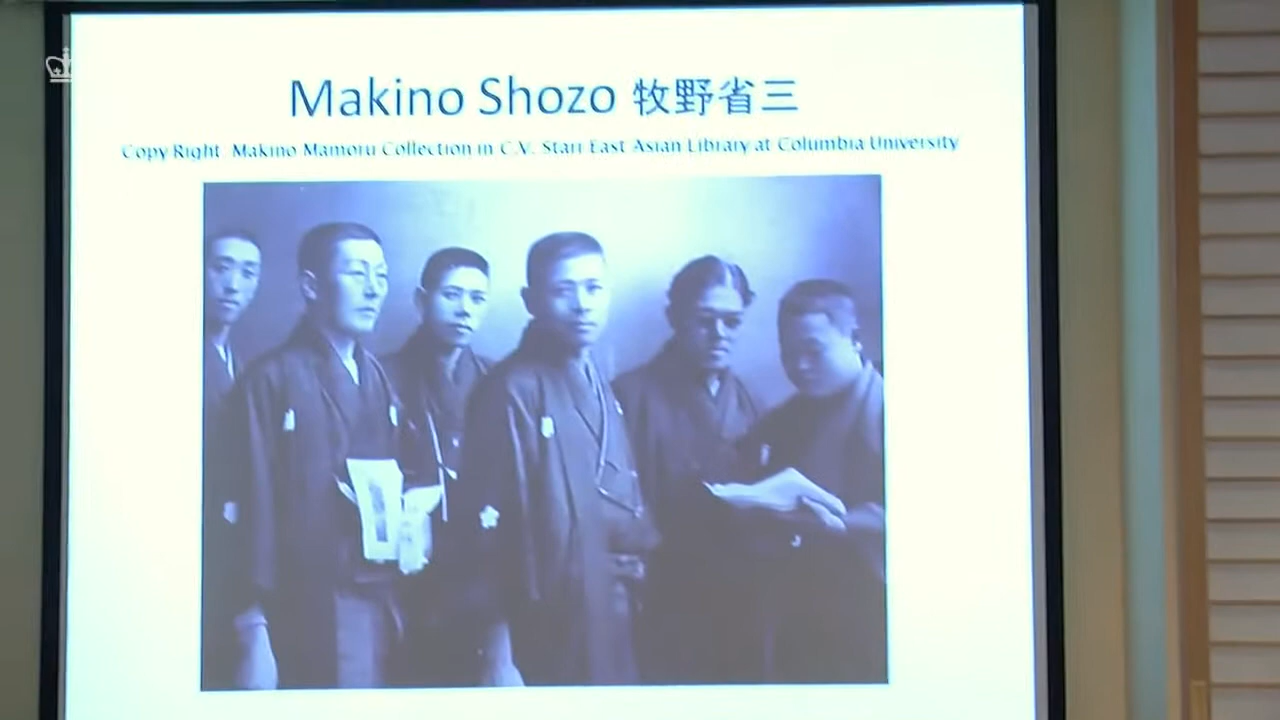 Makino Shozo 牧野省三
Copy Right Makino Mamoru Collection in C.V. Starr East Asian Library at Columbia University